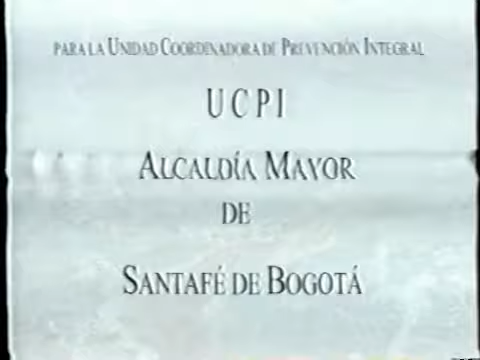 PARA LA UNIDAD COORDINADORA DE PREVENCIÓN INTEGRAL
UCPI
ALCALDÍA MAYOR
DE
SANTAFÉ DE BOGOTÁ